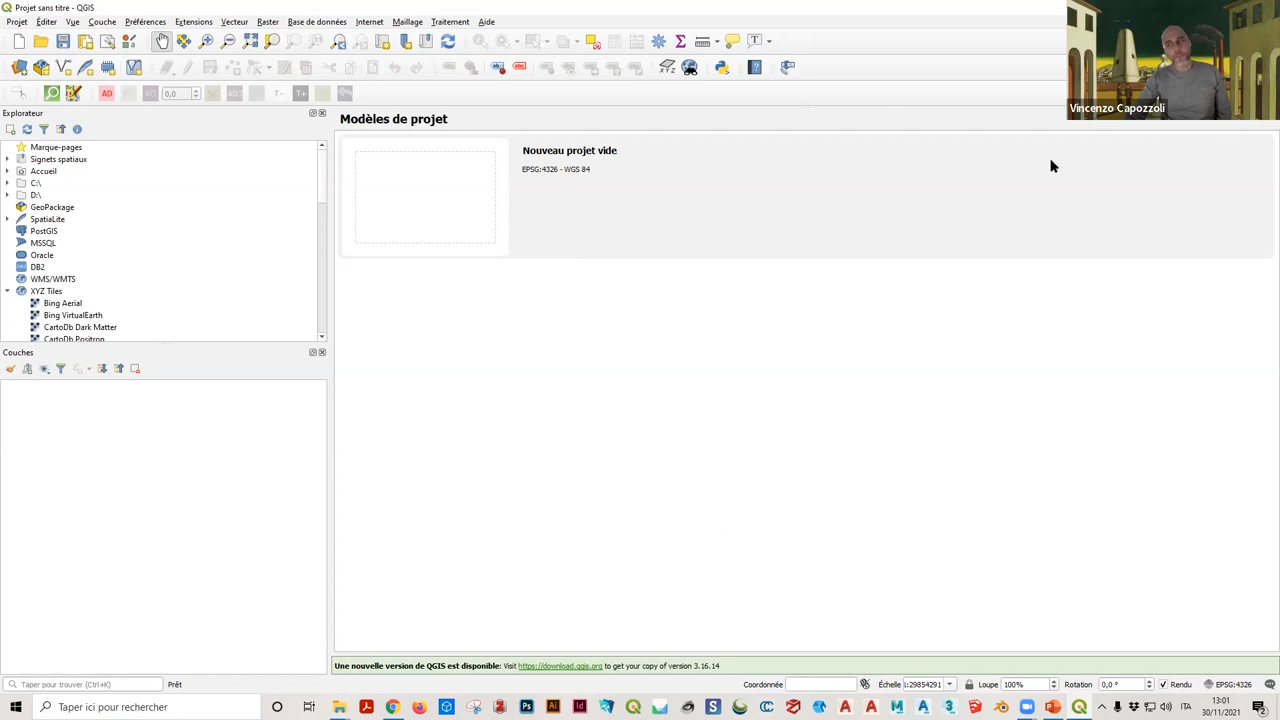 Projet sans titre - QGIS
Projet Éditer Vue Couche Préférences Extensions Vecteur Raster Base de données Internet Maillage Traitement Aide
Vincenzo Capozzoli
0,0
Explorateur
Marque-pages
Signets spatiaux
Accueil
C:\
D:\
GeoPackage
SpatiaLite
PostGIS
MSSQL
Oracle
DB2
WMS/WMTS
XYZ Tiles
Bing Aerial
Bing VirtualEarth
CartoDb Dark Matter
CartoDb Positron
Couches
Modèles de projet
Nouveau projet vide
EPSG:4326 - WGS 84
Une nouvelle version de QGIS est disponible: Visit https://download.qgis.org to get your copy of version 3.16.14
Taper pour trouver (Ctrl+K) Prêt Coordonnée Échelle 1:29854291 Loupe 100% Rotation 0,0 ° Rendu EPSG:4326
Taper ici pour rechercher
ITA
13:01
30/11/2021